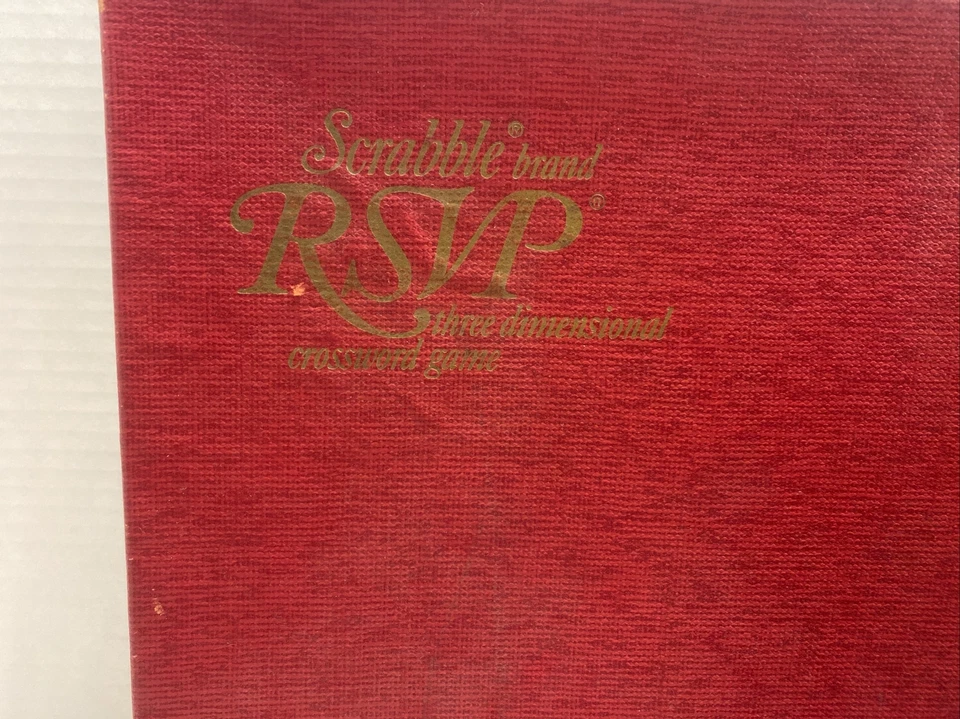 Scrabble® brand
RSVP®
three dimensional
crossword game